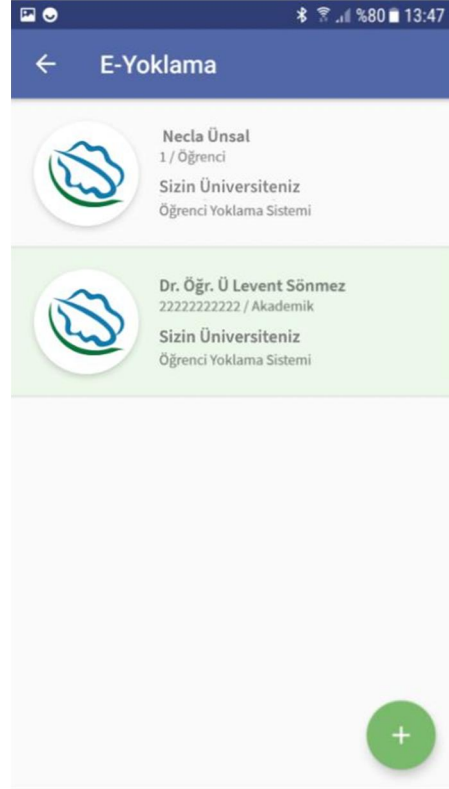 %80 13:47
E-Yoklama
Necla Ünsal
1 / Öğrenci
Sizin Üniversiteniz
Öğrenci Yoklama Sistemi
Dr. Öğr. Ü Levent Sönmez
22222222222 / Akademik
Sizin Üniversiteniz
Öğrenci Yoklama Sistemi